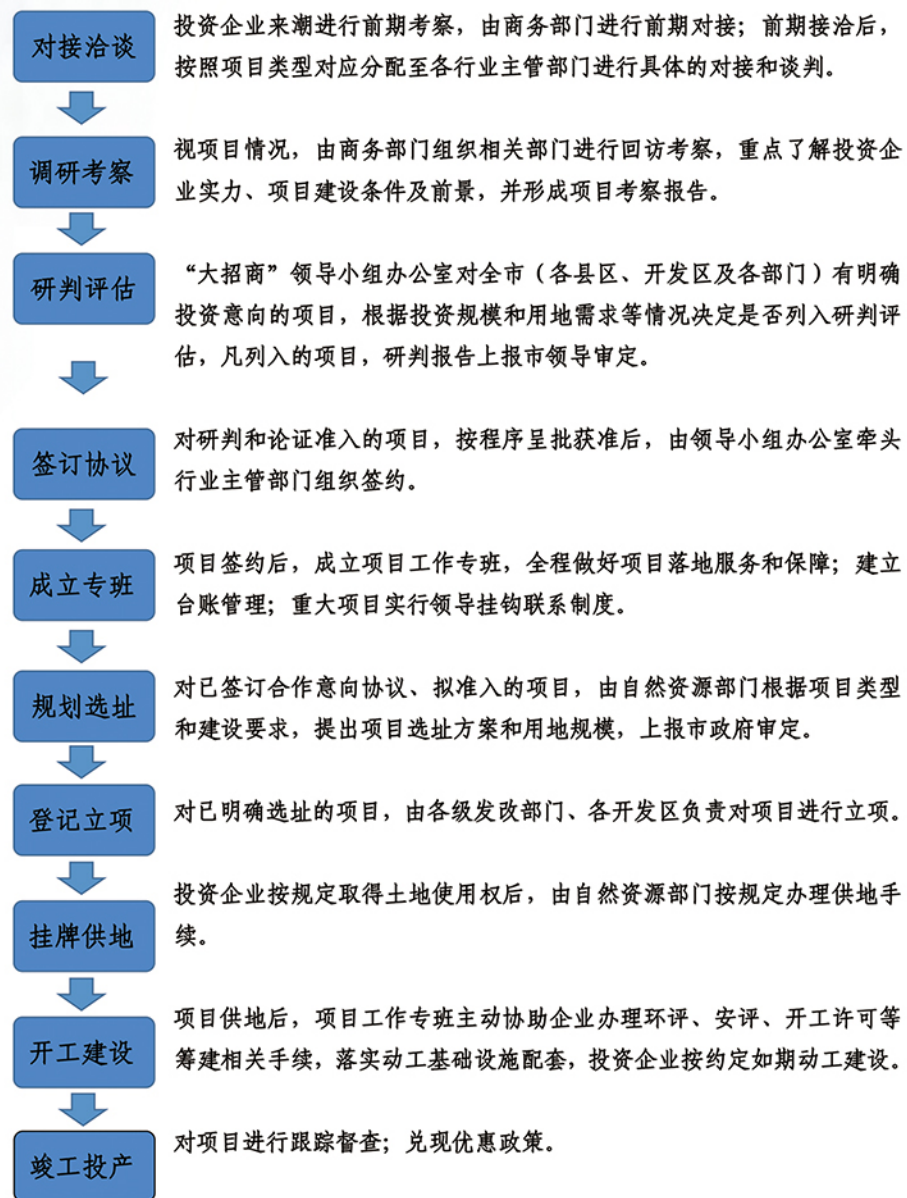 对接洽谈
投资企业来潮进行前期考察，由商务部门进行前期对接；前期接洽后，
按照项目类型对应分配至各行业主管部门进行具体的对接和谈判。
调研考察
视项目情况，由商务部门组织相关部门进行回访考察，重点了解投资企
业实力、项目建设条件及前景，并形成项目考察报告。
研判评估
“大招商”领导小组办公室对全市（各县区、开发区及各部门）有明确
投资意向的项目，根据投资规模和用地需求等情况决定是否列入研判评
估，凡列入的项目，研判报告上报市领导审定。
签订协议
对研判和论证准入的项目，按程序呈批获准后，由领导小组办公室牵头
行业主管部门组织签约。
成立专班
项目签约后，成立项目工作专班，全程做好项目落地服务和保障；建立
台账管理；重大项目实行领导挂钩联系制度。
规划选址
对已签订合作意向协议、拟准入的项目，由自然资源部门根据项目类型
和建设要求，提出项目选址方案和用地规模，上报市政府审定。
登记立项
对已明确选址的项目，由各级发改部门、各开发区负责对项目进行立项。
挂牌供地
投资企业按规定取得土地使用权后，由自然资源部门按规定办理供地手
续。
开工建设
项目供地后，项目工作专班主动协助企业办理环评、安评、开工许可等
筹建相关手续，落实动工基础设施配套，投资企业按约定如期动工建设。
竣工投产
对项目进行跟踪督查；兑现优惠政策。